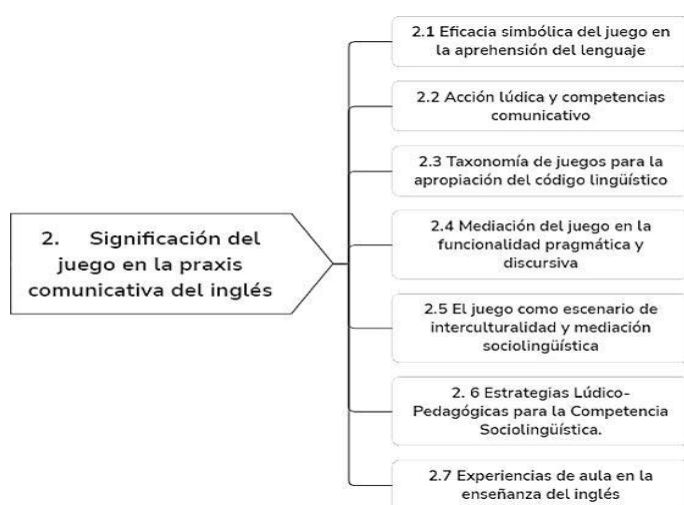 2. Significación del
juego en la praxis
comunicativa del inglés
2.1 Eficacia simbólica del juego en
la aprehensión del lenguaje
2.2 Acción lúdica y competencias
comunicativo
2.3 Taxonomía de juegos para la
apropiación del código lingüístico
2.4 Mediación del juego en la
funcionalidad pragmática y
discursiva
2.5 El juego como escenario de
interculturalidad y mediación
sociolingüística
2. 6 Estrategias Lúdico-
Pedagógicas para la Competencia
Sociolingüística.
2.7 Experiencias de aula en la
enseñanza del inglés